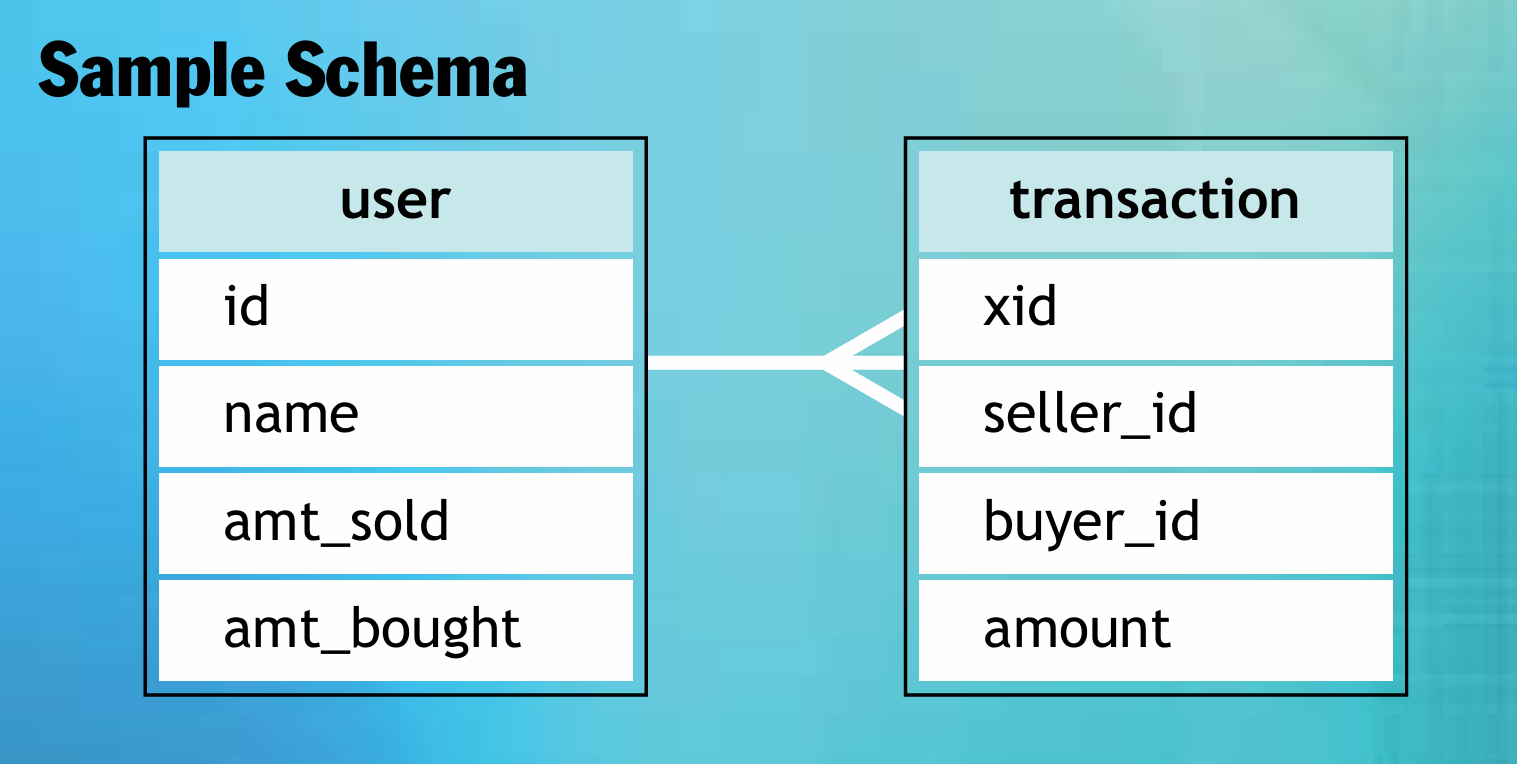 Sample Schema
user
id
name
amt_sold
amt_bought
transaction
xid
seller_id
buyer_id
amount